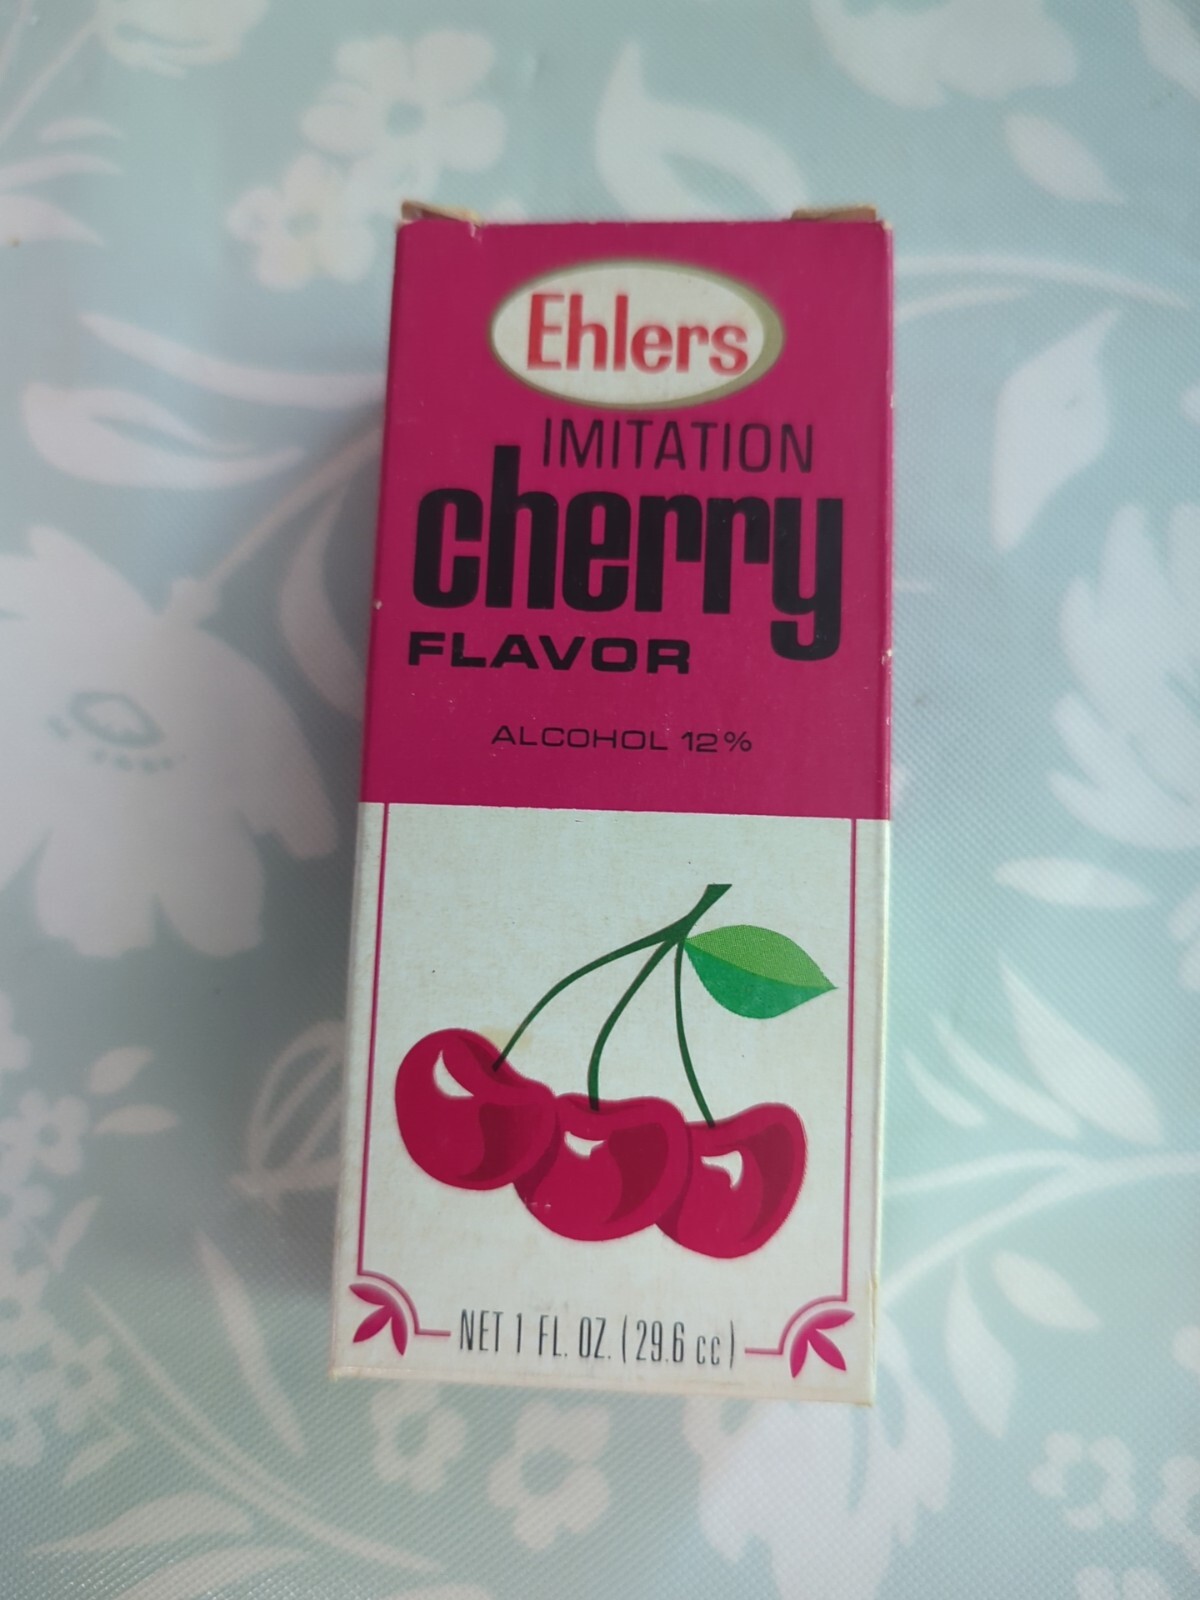 Ehlers
IMITATION
cherry
FLAVOR
ALCOHOL 12%
NET 1 FL. OZ. (29.6 cc)